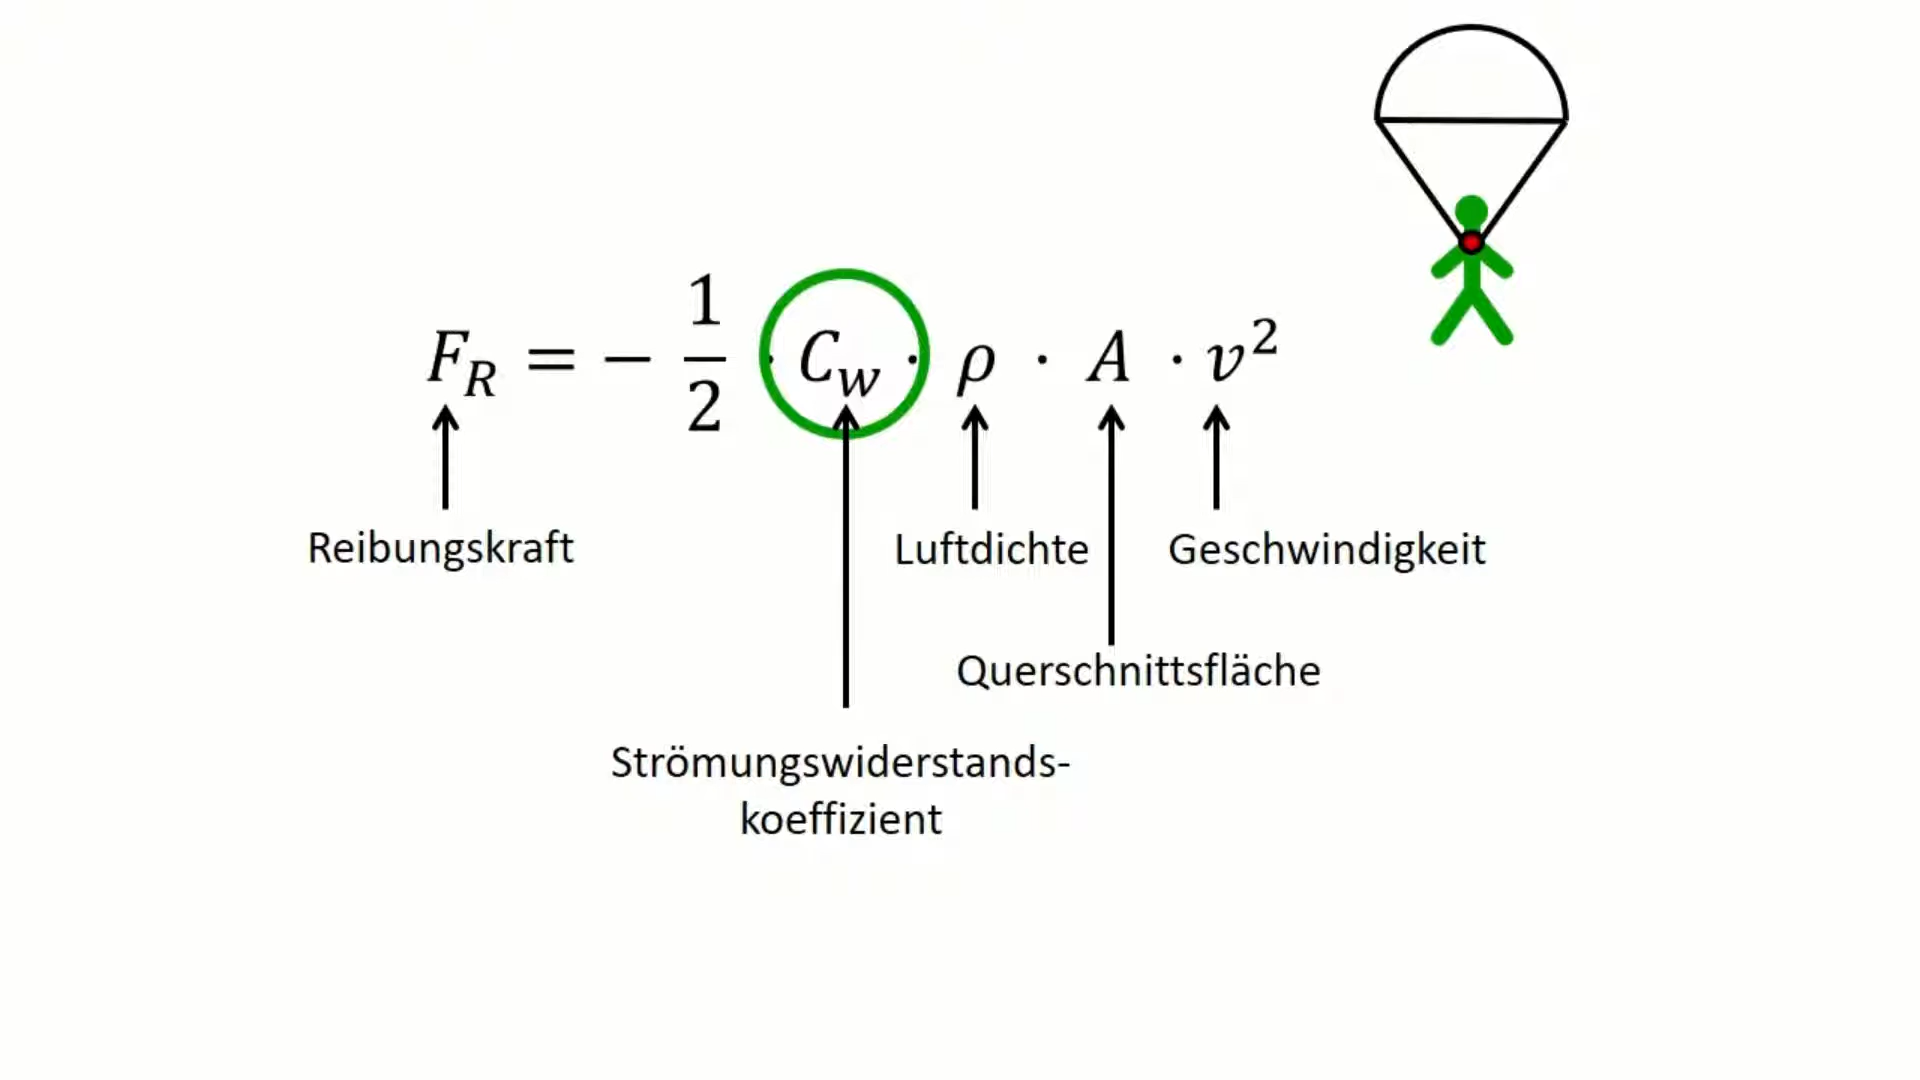 F_R = − 1/2 · C_w · ρ · A · v²
Reibungskraft
Luftdichte
Geschwindigkeit
Querschnittsfläche
Strömungswiderstands-
koeffizient